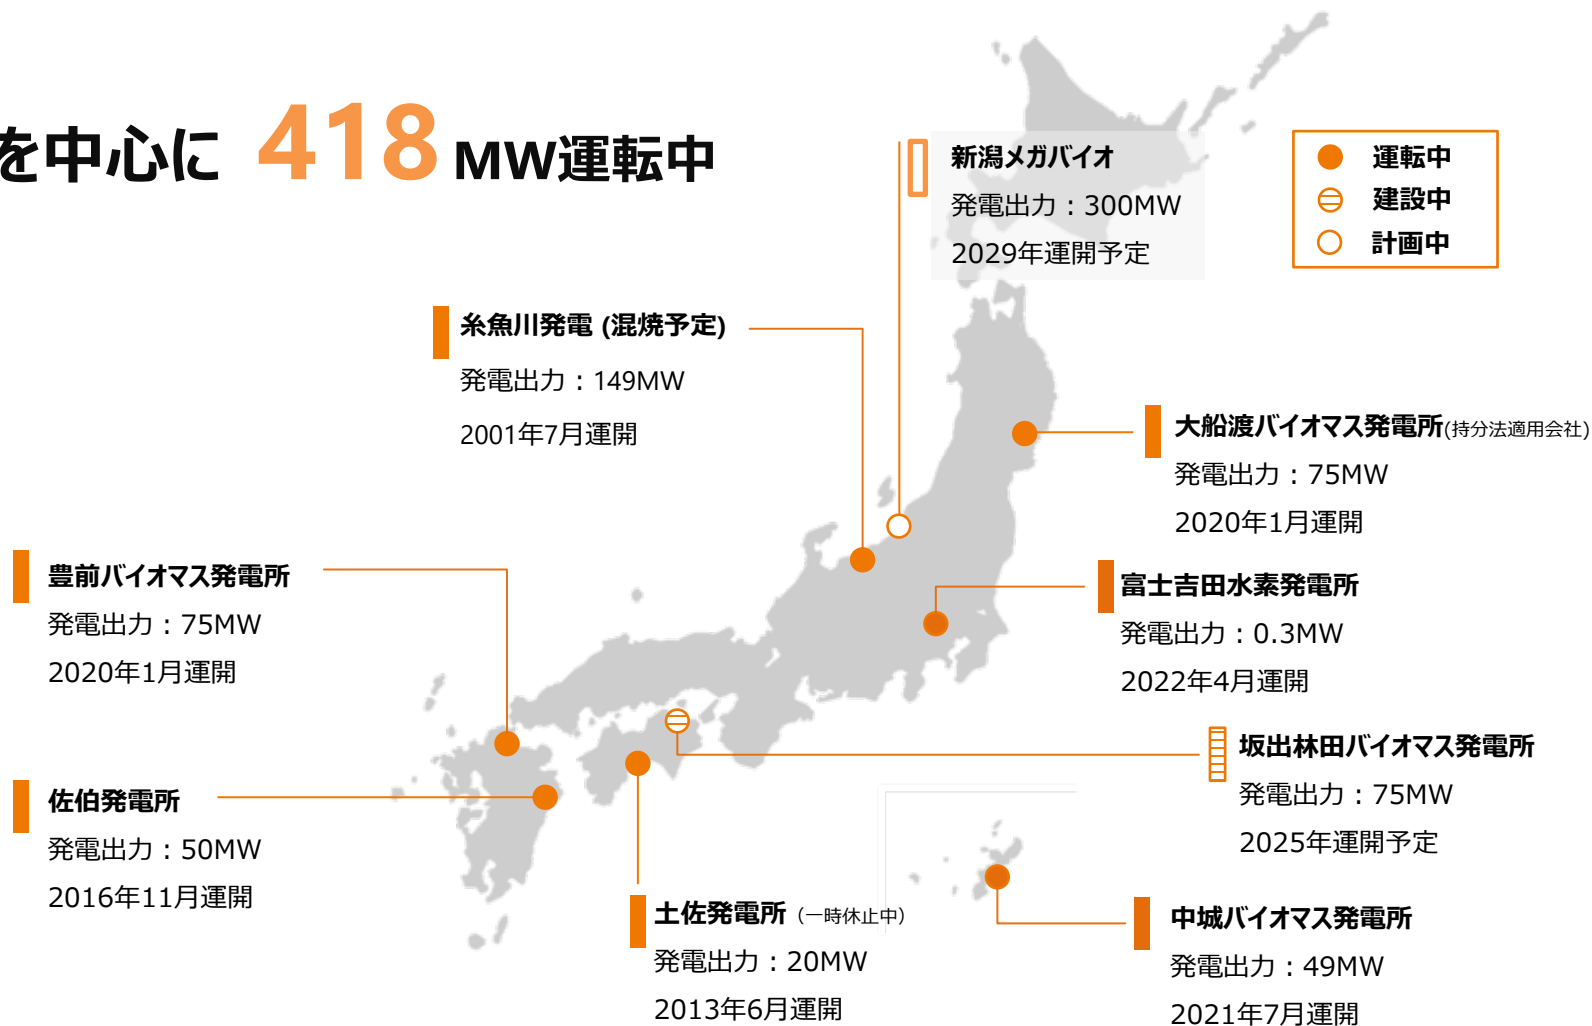 を中心に 418 MW運転中
運転中
建設中
計画中
新潟メガバイオ
発電出力：300MW
2029年運開予定
糸魚川発電 (混焼予定)
発電出力：149MW
2001年7月運開
大船渡バイオマス発電所(持分法適用会社)
発電出力：75MW
2020年1月運開
豊前バイオマス発電所
発電出力：75MW
2020年1月運開
富士吉田水素発電所
発電出力：0.3MW
2022年4月運開
坂出林田バイオマス発電所
発電出力：75MW
2025年運開予定
佐伯発電所
発電出力：50MW
2016年11月運開
土佐発電所（一時休止中）
発電出力：20MW
2013年6月運開
中城バイオマス発電所
発電出力：49MW
2021年7月運開